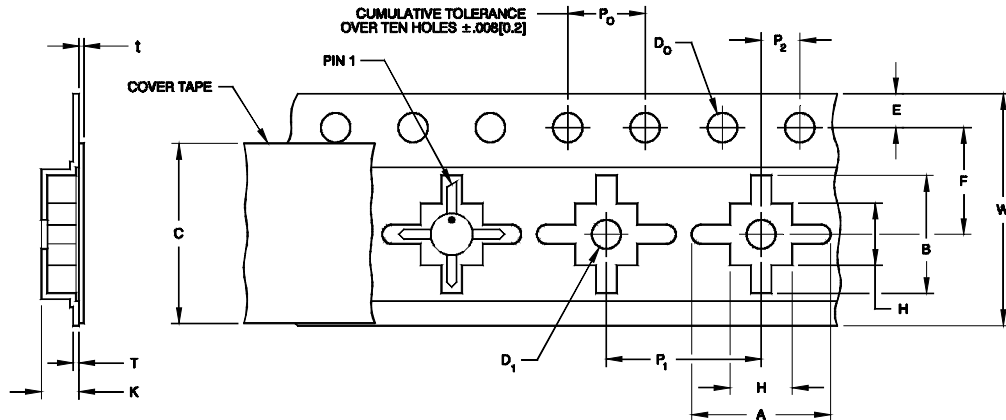 CUMULATIVE TOLERANCE
OVER TEN HOLES ±.008[0.2]
P0
D0
P2
t
PIN 1
COVER TAPE
E
F
W
C
B
H
D1
P1
H
A
T
K